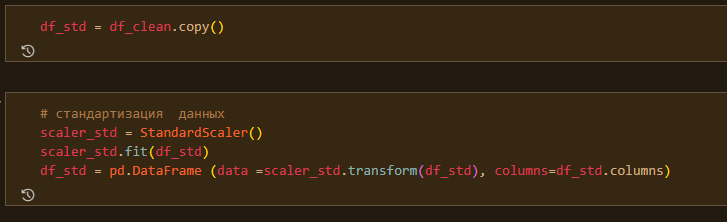 df_std = df_clean.copy()
# стандартизация  данных
scaler_std = StandardScaler()
scaler_std.fit(df_std)
df_std = pd.DataFrame (data =scaler_std.transform(df_std), columns=df_std.columns)